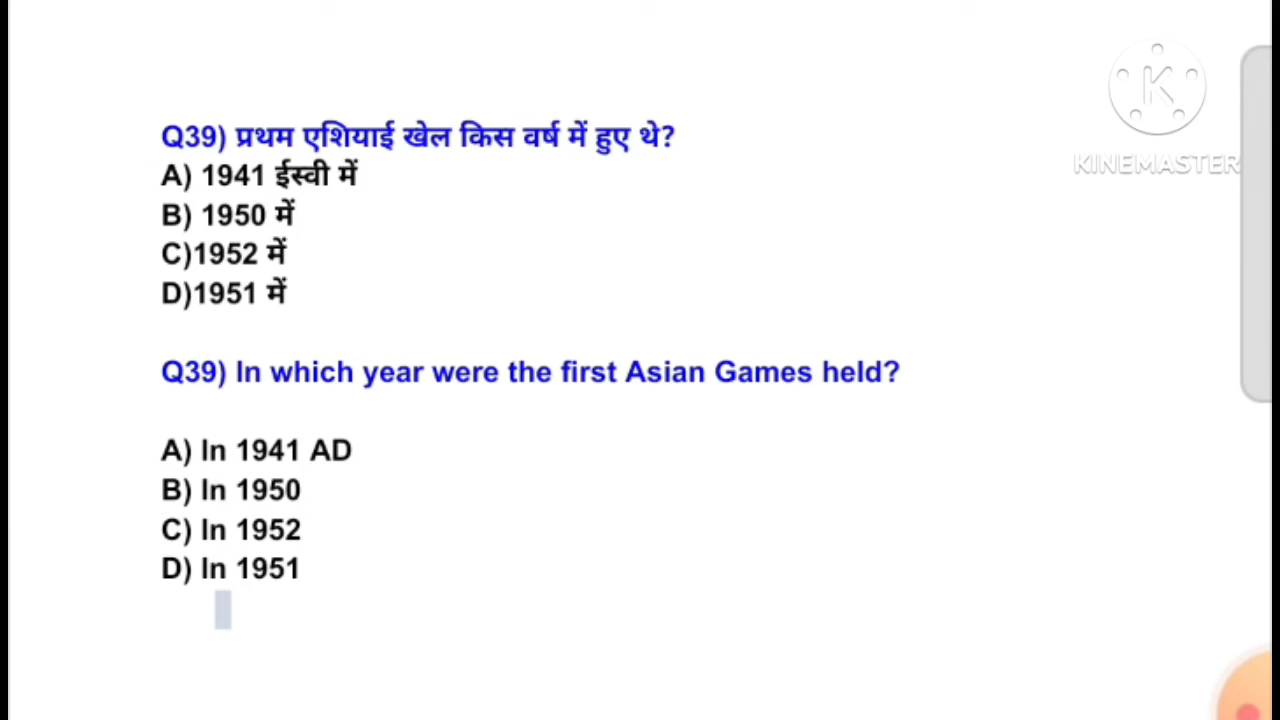 Q39) प्रथम एशियाई खेल किस वर्ष में हुए थे?
A) 1941 ईस्वी में
B) 1950 में
C)1952 में
D)1951 में
Q39) In which year were the first Asian Games held?
A) In 1941 AD
B) In 1950
C) In 1952
D) In 1951
K
KINEMASTER